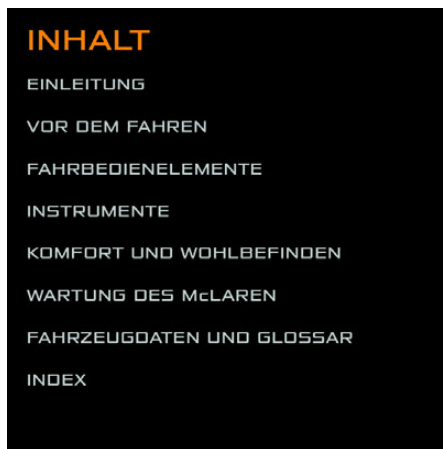 INHALT
EINLEITUNG
VOR DEM FAHREN
FAHRBEDIENELEMENTE
INSTRUMENTE
KOMFORT UND WOHLBEFINDEN
WARTUNG DES McLAREN
FAHRZEUGDATEN UND GLOSSAR
INDEX